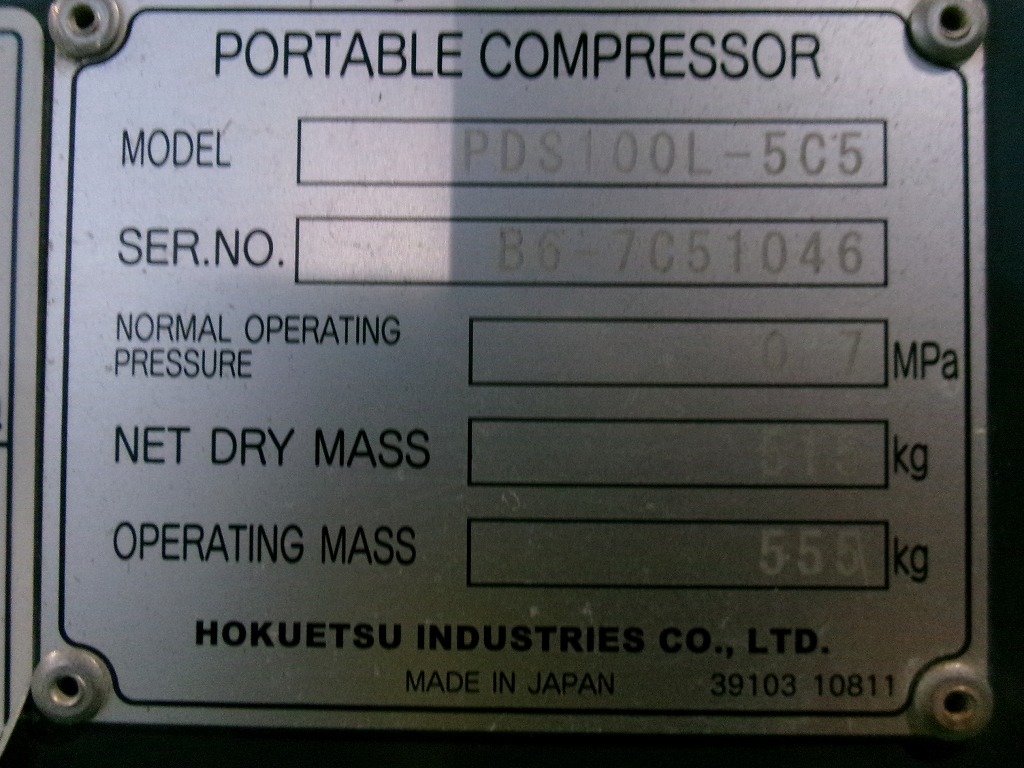 PORTABLE COMPRESSOR
MODEL PDS100L-5C5
SER.NO. B6-7C51046
NORMAL OPERATING
PRESSURE 0.7 MPa
NET DRY MASS 515 kg
OPERATING MASS 555 kg
HOKUETSU INDUSTRIES CO., LTD.
MADE IN JAPAN 39103 10811